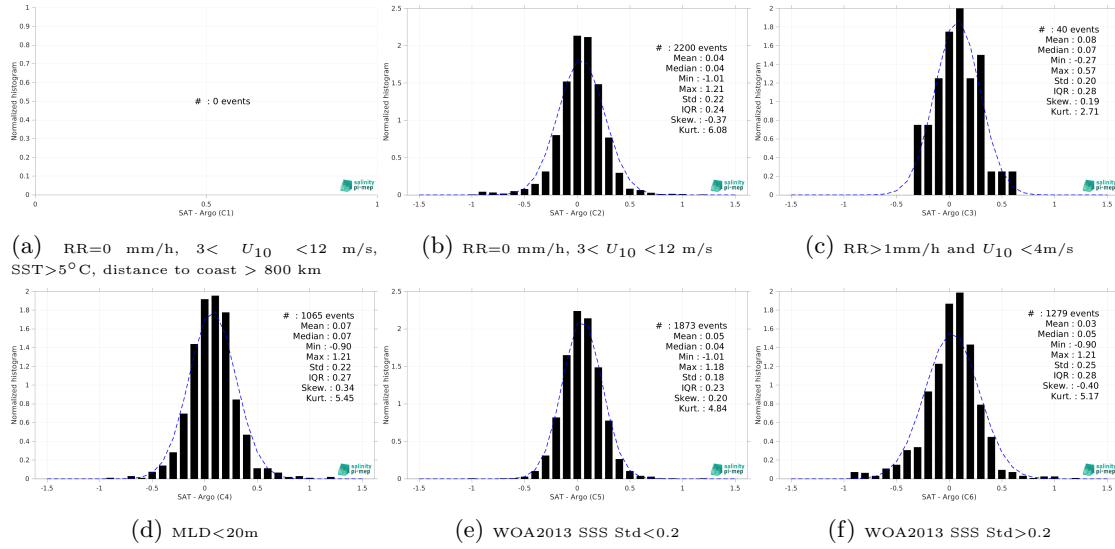 1
0.9
0.8
0.7
0.6
0.5
0.4
0.3
0.2
0.1
0
Normalized histogram
# : 0 events
salinity
pi-mep
0 0.5 1
SAT - Argo (C1)
(a) RR=0 mm/h, 3< U10 <12 m/s,
SST>5°C, distance to coast > 800 km
2.5
2
1.5
1
0.5
0
Normalized histogram
# : 2200 events
Mean : 0.04
Median : 0.04
Min : -1.01
Max : 1.21
Std : 0.22
IQR : 0.24
Skew. : -0.37
Kurt. : 6.08
salinity
pi-mep
-1.5 -1 -0.5 0 0.5 1 1.5
SAT - Argo (C2)
(b) RR=0 mm/h, 3< U10 <12 m/s
2
1.8
1.6
1.4
1.2
1
0.8
0.6
0.4
0.2
0
Normalized histogram
# : 40 events
Mean : 0.08
Median : 0.07
Min : -0.27
Max : 0.57
Std : 0.20
IQR : 0.28
Skew. : 0.19
Kurt. : 2.71
salinity
pi-mep
-1.5 -1 -0.5 0 0.5 1 1.5
SAT - Argo (C3)
(c) RR>1mm/h and U10 <4m/s
2
1.8
1.6
1.4
1.2
1
0.8
0.6
0.4
0.2
0
Normalized histogram
# : 1065 events
Mean : 0.07
Median : 0.07
Min : -0.90
Max : 1.21
Std : 0.22
IQR : 0.27
Skew. : 0.34
Kurt. : 5.45
salinity
pi-mep
-1.5 -1 -0.5 0 0.5 1 1.5
SAT - Argo (C4)
(d) MLD<20m
2.5
2
1.5
1
0.5
0
Normalized histogram
# : 1873 events
Mean : 0.05
Median : 0.04
Min : -1.01
Max : 1.18
Std : 0.18
IQR : 0.23
Skew. : 0.20
Kurt. : 4.84
salinity
pi-mep
-1.5 -1 -0.5 0 0.5 1 1.5
SAT - Argo (C5)
(e) WOA2013 SSS Std<0.2
2
1.8
1.6
1.4
1.2
1
0.8
0.6
0.4
0.2
0
Normalized histogram
# : 1279 events
Mean : 0.03
Median : 0.05
Min : -0.90
Max : 1.21
Std : 0.25
IQR : 0.28
Skew. : -0.40
Kurt. : 5.17
salinity
pi-mep
-1.5 -1 -0.5 0 0.5 1 1.5
SAT - Argo (C6)
(f) WOA2013 SSS Std>0.2